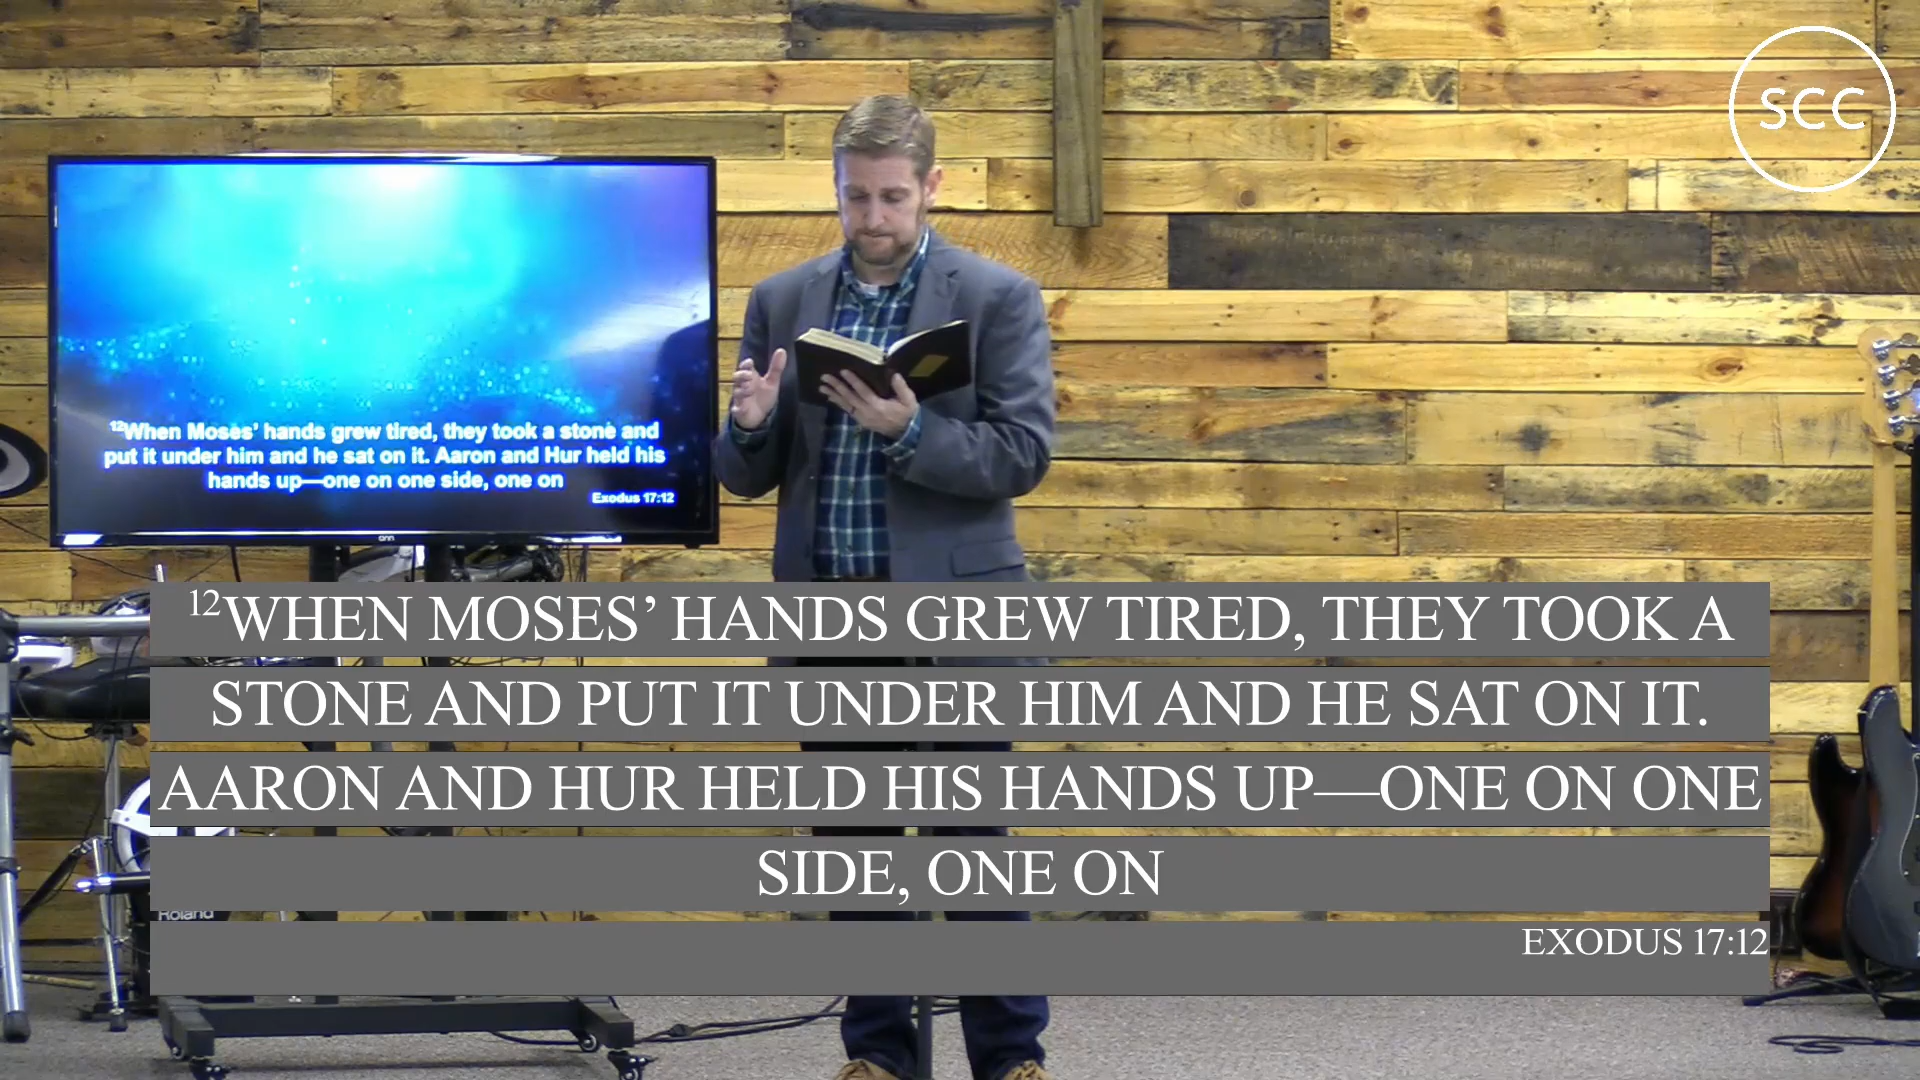 SCC
¹²When Moses’ hands grew tired, they took a stone and
put it under him and he sat on it. Aaron and Hur held his
hands up—one on one side, one on
Exodus 17:12
onn
¹²WHEN MOSES’ HANDS GREW TIRED, THEY TOOK A
STONE AND PUT IT UNDER HIM AND HE SAT ON IT.
AARON AND HUR HELD HIS HANDS UP—ONE ON ONE
SIDE, ONE ON
EXODUS 17:12
Roland